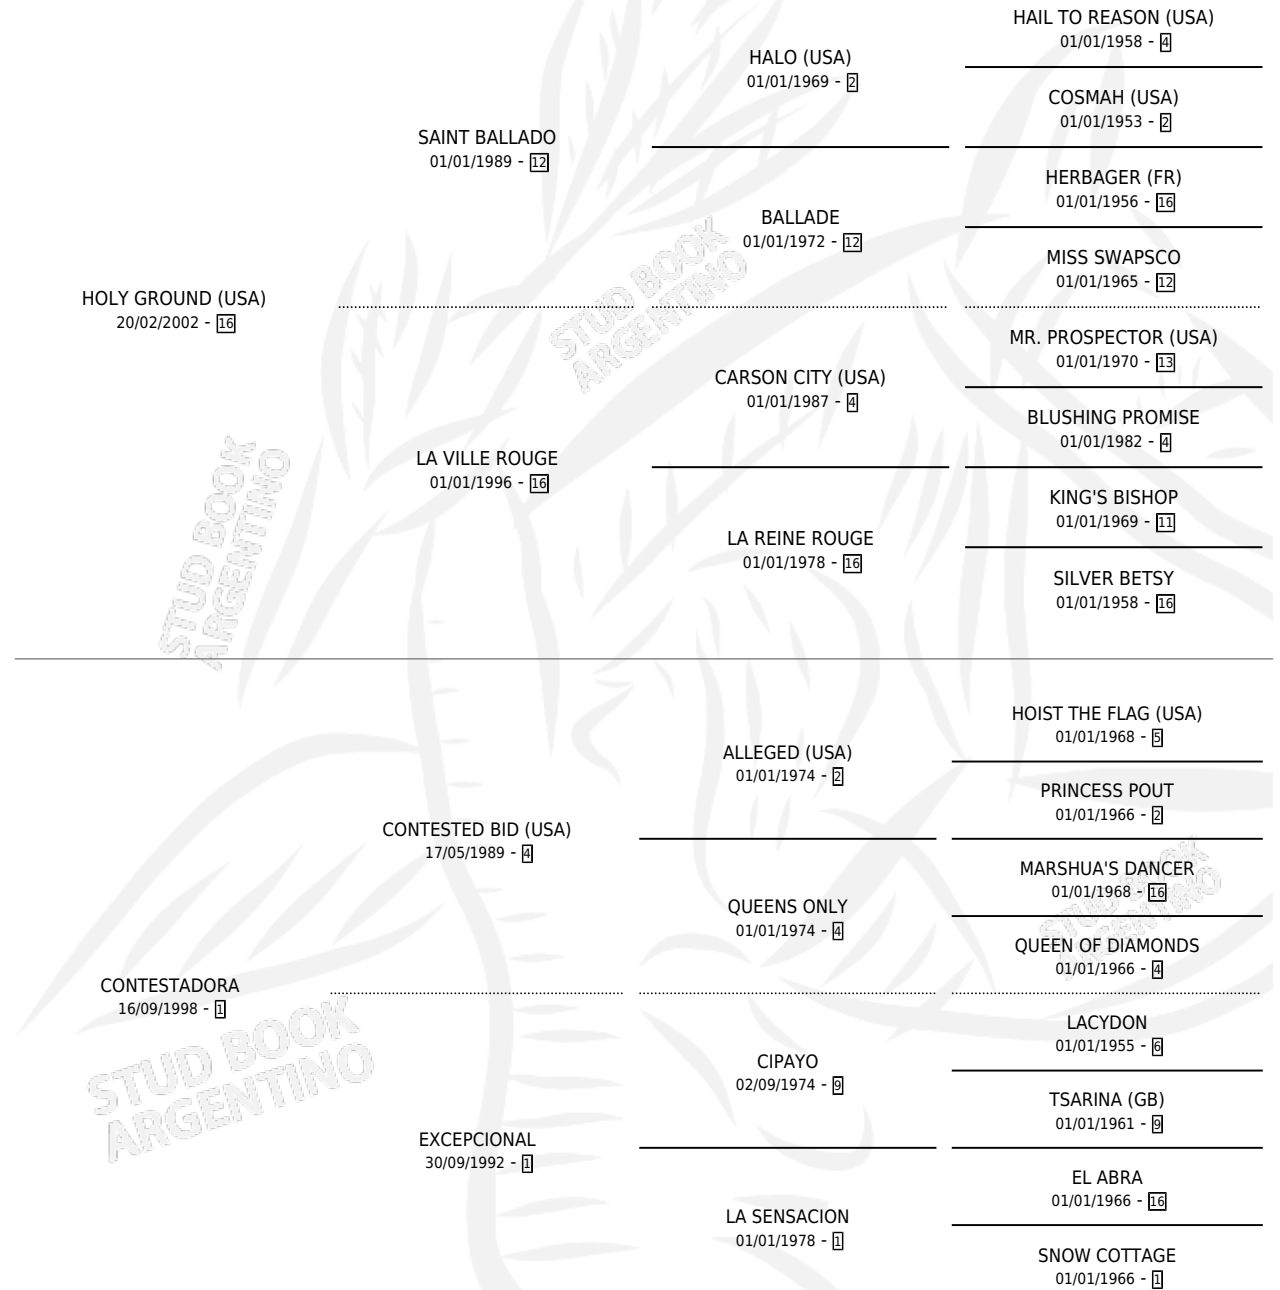 HAIL TO REASON (USA)
01/01/1958 - 4
HALO (USA)
01/01/1969 - 2
COSMAH (USA)
01/01/1953 - 2
SAINT BALLADO
01/01/1989 - 12
HERBAGER (FR)
01/01/1956 - 16
BALLADE
01/01/1972 - 12
MISS SWAPSCO
01/01/1965 - 12
HOLY GROUND (USA)
20/02/2002 - 16
STUD BOOK
ARGENTINO
MR. PROSPECTOR (USA)
01/01/1970 - 13
CARSON CITY (USA)
01/01/1987 - 4
BLUSHING PROMISE
01/01/1982 - 4
LA VILLE ROUGE
01/01/1996 - 16
KING'S BISHOP
01/01/1969 - 11
LA REINE ROUGE
01/01/1978 - 16
SILVER BETSY
01/01/1958 - 16
STUD BOOK
ARGENTINO
HOIST THE FLAG (USA)
01/01/1968 - 5
ALLEGED (USA)
01/01/1974 - 2
PRINCESS POUT
01/01/1966 - 2
CONTESTED BID (USA)
17/05/1989 - 4
MARSHUA'S DANCER
01/01/1968 - 16
QUEENS ONLY
01/01/1974 - 4
QUEEN OF DIAMONDS
01/01/1966 - 4
STUD BOOK
ARGENTINO
CONTESTADORA
16/09/1998 - 1
LACYDON
01/01/1955 - 6
CIPAYO
02/09/1974 - 9
TSARINA (GB)
01/01/1961 - 9
STUD BOOK
ARGENTINO
EXCEPCIONAL
30/09/1992 - 1
EL ABRA
01/01/1966 - 16
LA SENSACION
01/01/1978 - 1
SNOW COTTAGE
01/01/1966 - 1